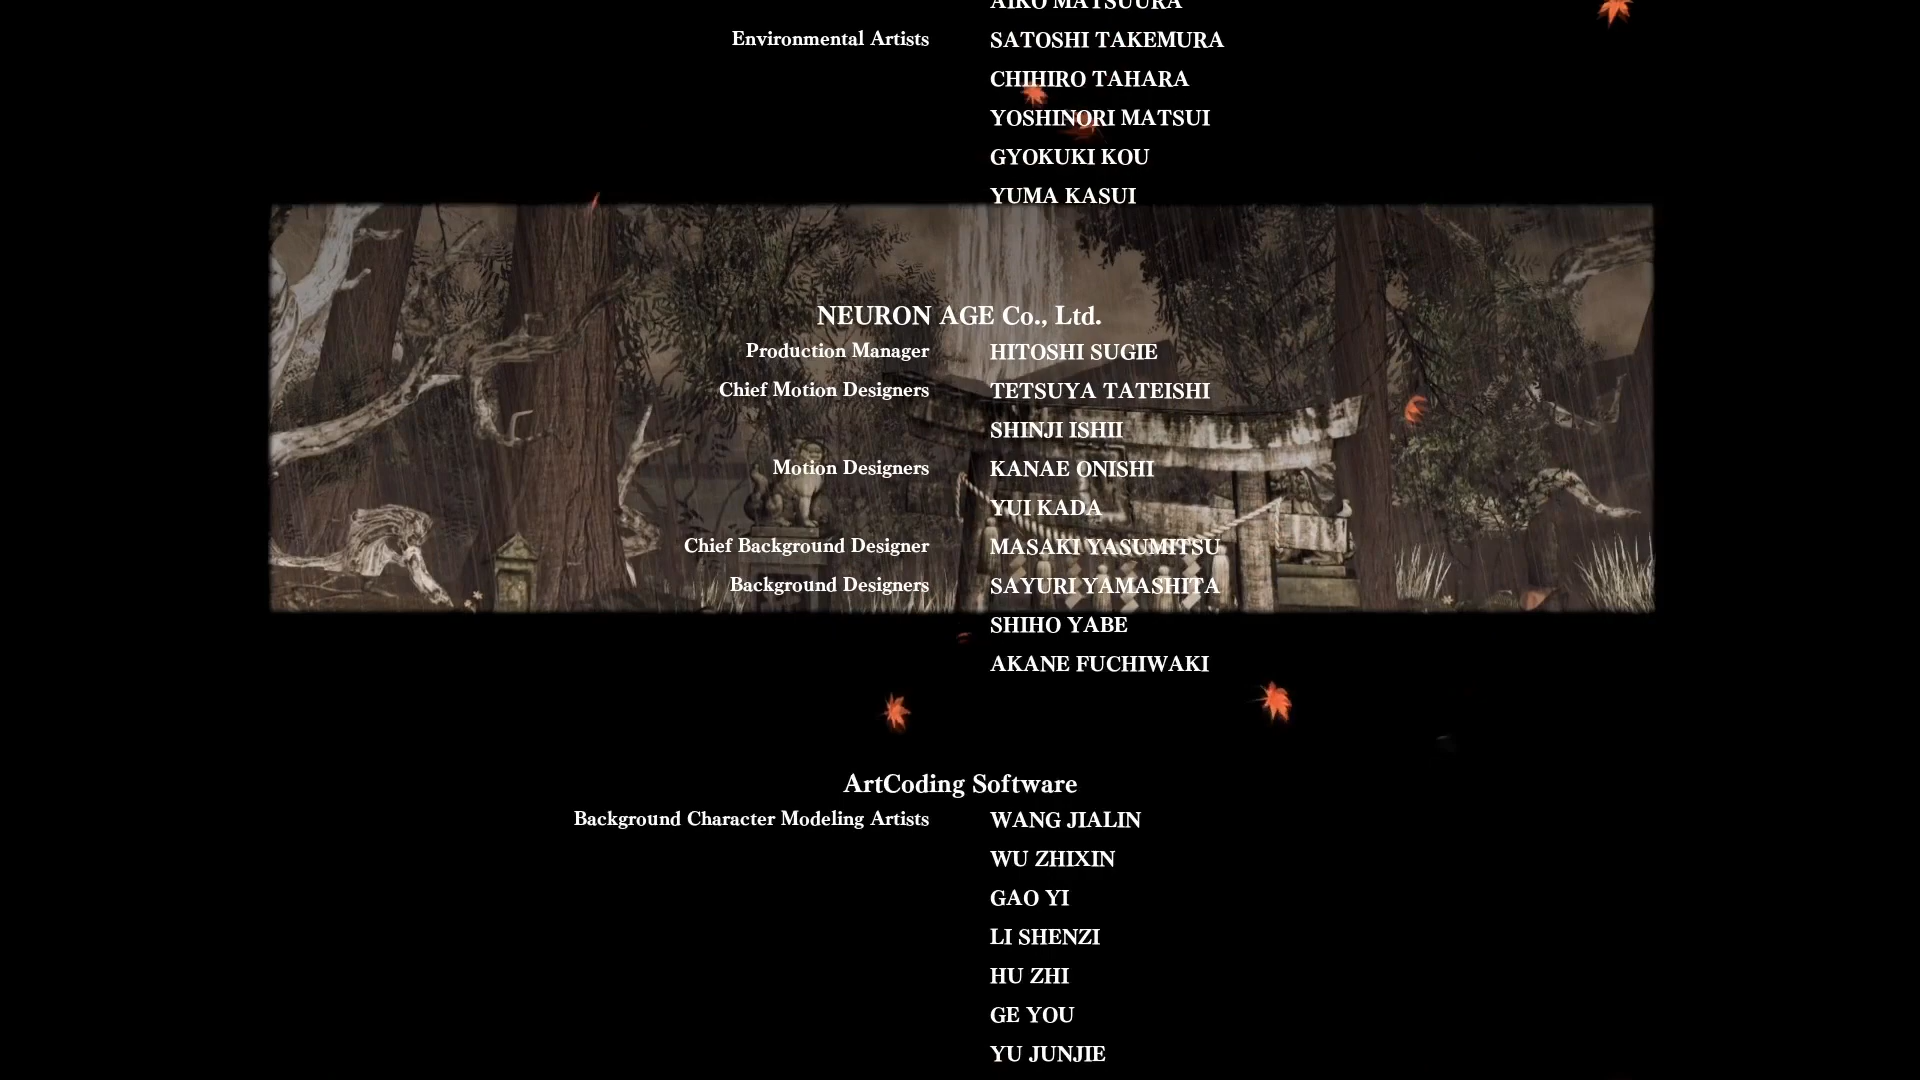 AIKO MATSUURA
Environmental Artists SATOSHI TAKEMURA
CHIHIRO TAHARA
YOSHINORI MATSUI
GYOKUKI KOU
YUMA KASUI
NEURON AGE Co., Ltd.
Production Manager HITOSHI SUGIE
Chief Motion Designers TETSUYA TATEISHI
SHINJI ISHII
Motion Designers KANAE ONISHI
YUI KADA
Chief Background Designer MASAKI YASUMITSU
Background Designers SAYURI YAMASHITA
SHIHO YABE
AKANE FUCHIWAKI
ArtCoding Software
Background Character Modeling Artists WANG JIALIN
WU ZHIXIN
GAO YI
LI SHENZI
HU ZHI
GE YOU
YU JUNJIE